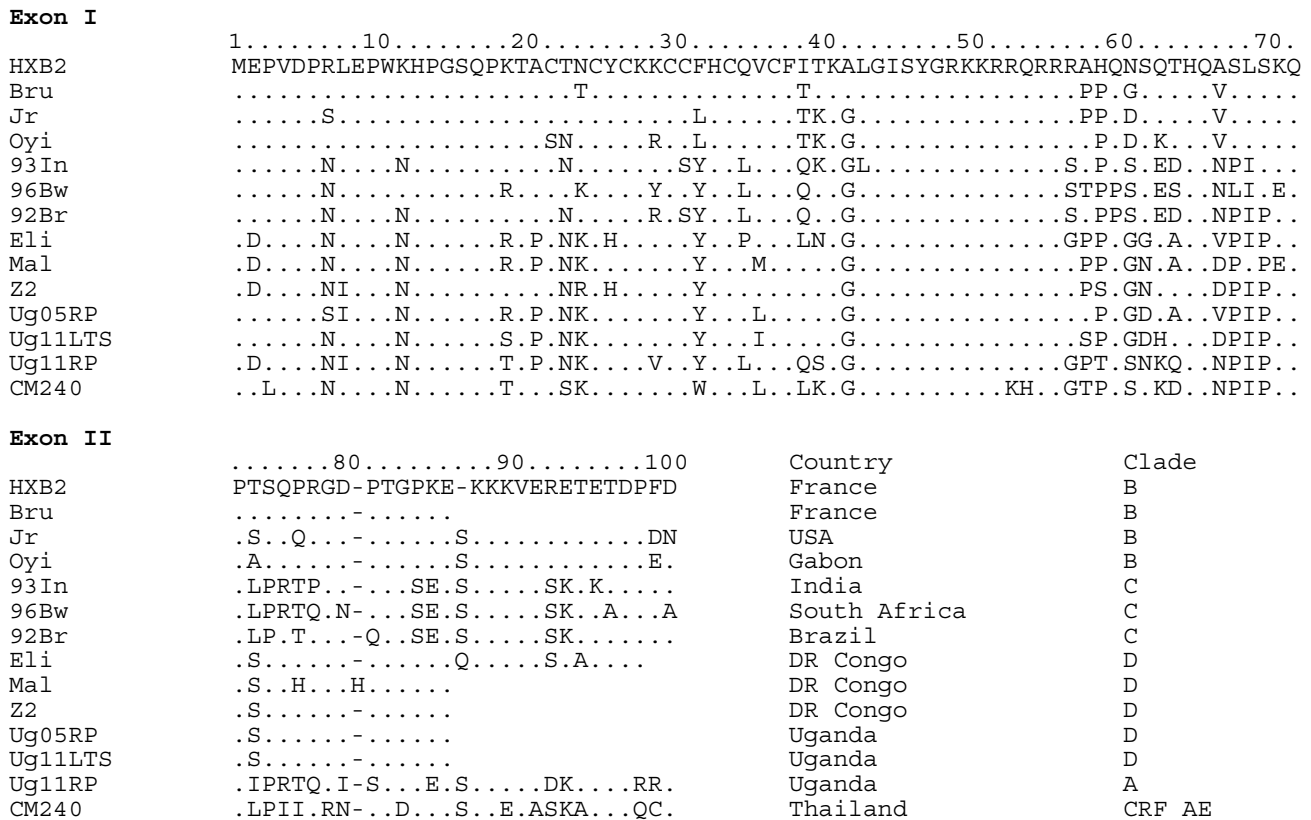 Exon I
1........10........20........30........40........50........60........70.
HXB2 MEPVDPRLEPWKHPGSQPKTACTNCYCKKCCFHCQVCFITKALGISYGRKKRRQRRRAHQNSQTHQASLSKQ
Bru .......................T..............T..................PP.G.....V.....
Jr ......S........................L......TK.G...............PP.D.....V.....
Oyi .....................SN.....R..L......TK.G................P.D.K...V.....
93In ......N....N..........N.......SY..L...QK.GL.............S.P.S.ED..NPI...
96Bw ......N...........R....K....Y..Y..L...Q..G..............STPPS.ES..NLI.E.
92Br ......N....N..........N.....R.SY..L...Q..G..............S.PPS.ED..NPIP..
Eli .D....N....N......R.P.NK.H.....Y...P...LN.G..............GPP.GG.A..VPIP..
Mal .D....N....N......R.P.NK.......Y....M.....G...............PP.GN.A..DP.PE.
Z2 .D....NI...N..........NR.H.....Y..........G...............PS.GN....DPIP..
Ug05RP ......SI...N......R.P.NK.......Y....L.....G................P.GD.A..VPIP..
Ug11LTS ......N....N......S.P.NK.......Y....I.....G...............SP.GDH...DPIP..
Ug11RP .D....NI...N......T.P.NK....V..Y..L...QS.G..............GPT.SNKQ..NPIP..
CM240 ..L...N....N......T...SK.......W...L..LK.G..........KH..GTP.S.KD..NPIP..
Exon II
.......80........90........100 Country Clade
HXB2 PTSQPRGD-PTGPKE-KKKVERETETDPFD France B
Bru ........-...... France B
Jr .S..Q...-......S............DN USA B
Oyi .A......-......S............E. Gabon B
93In .LPRTP..-...SE.S.....SK.K..... India C
96Bw .LPRTQ.N-...SE.S.....SK..A...A South Africa C
92Br .LP.T...-Q..SE.S.....SK....... Brazil C
Eli .S......-......Q.....S.A.... DR Congo D
Mal .S..H...H...... DR Congo D
Z2 .S......-...... DR Congo D
Ug05RP .S......-...... Uganda D
Ug11LTS .S......-...... Uganda D
Ug11RP .IPRTQ.I-S...E.S.....DK....RR. Uganda A
CM240 .LPII.RN-..D...S..E.ASKA...QC. Thailand CRF AE